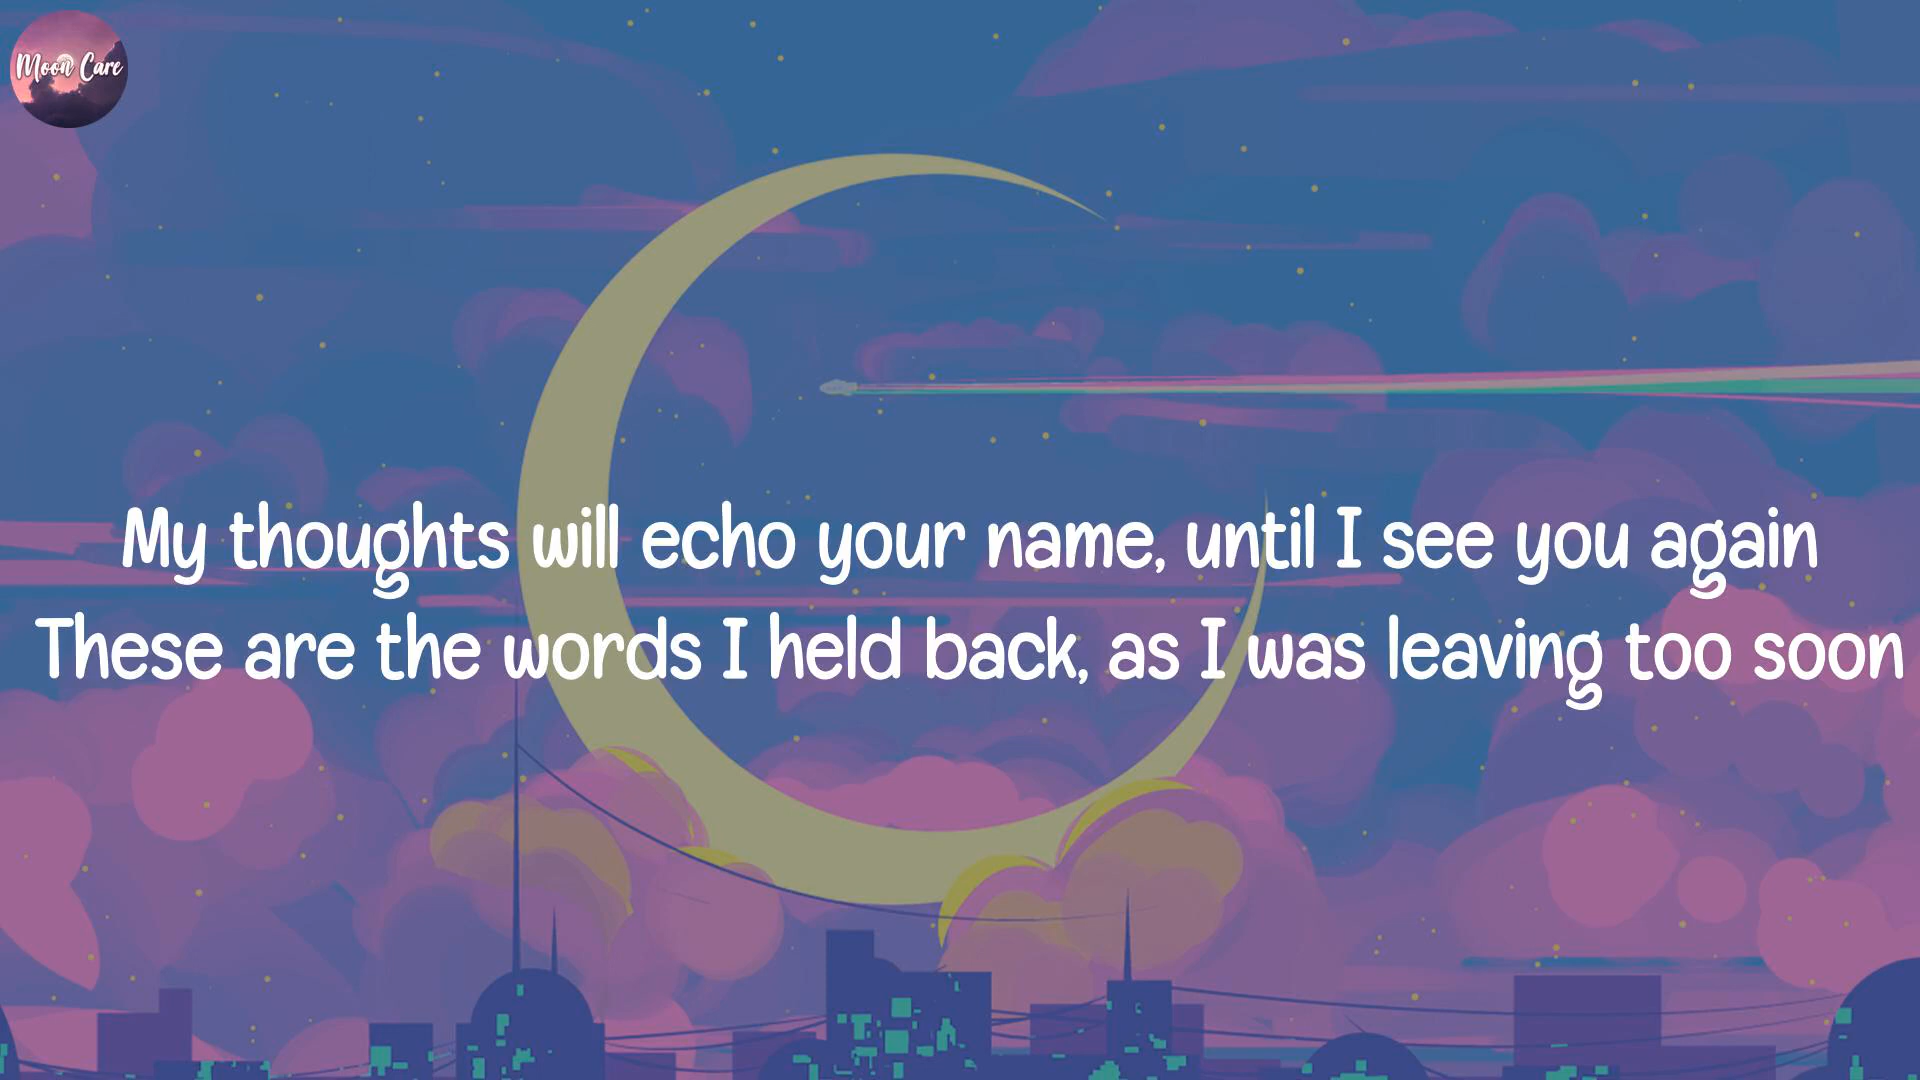 Moon Care
My thoughts will echo your name, until I see you again
These are the words I held back, as I was leaving too soon